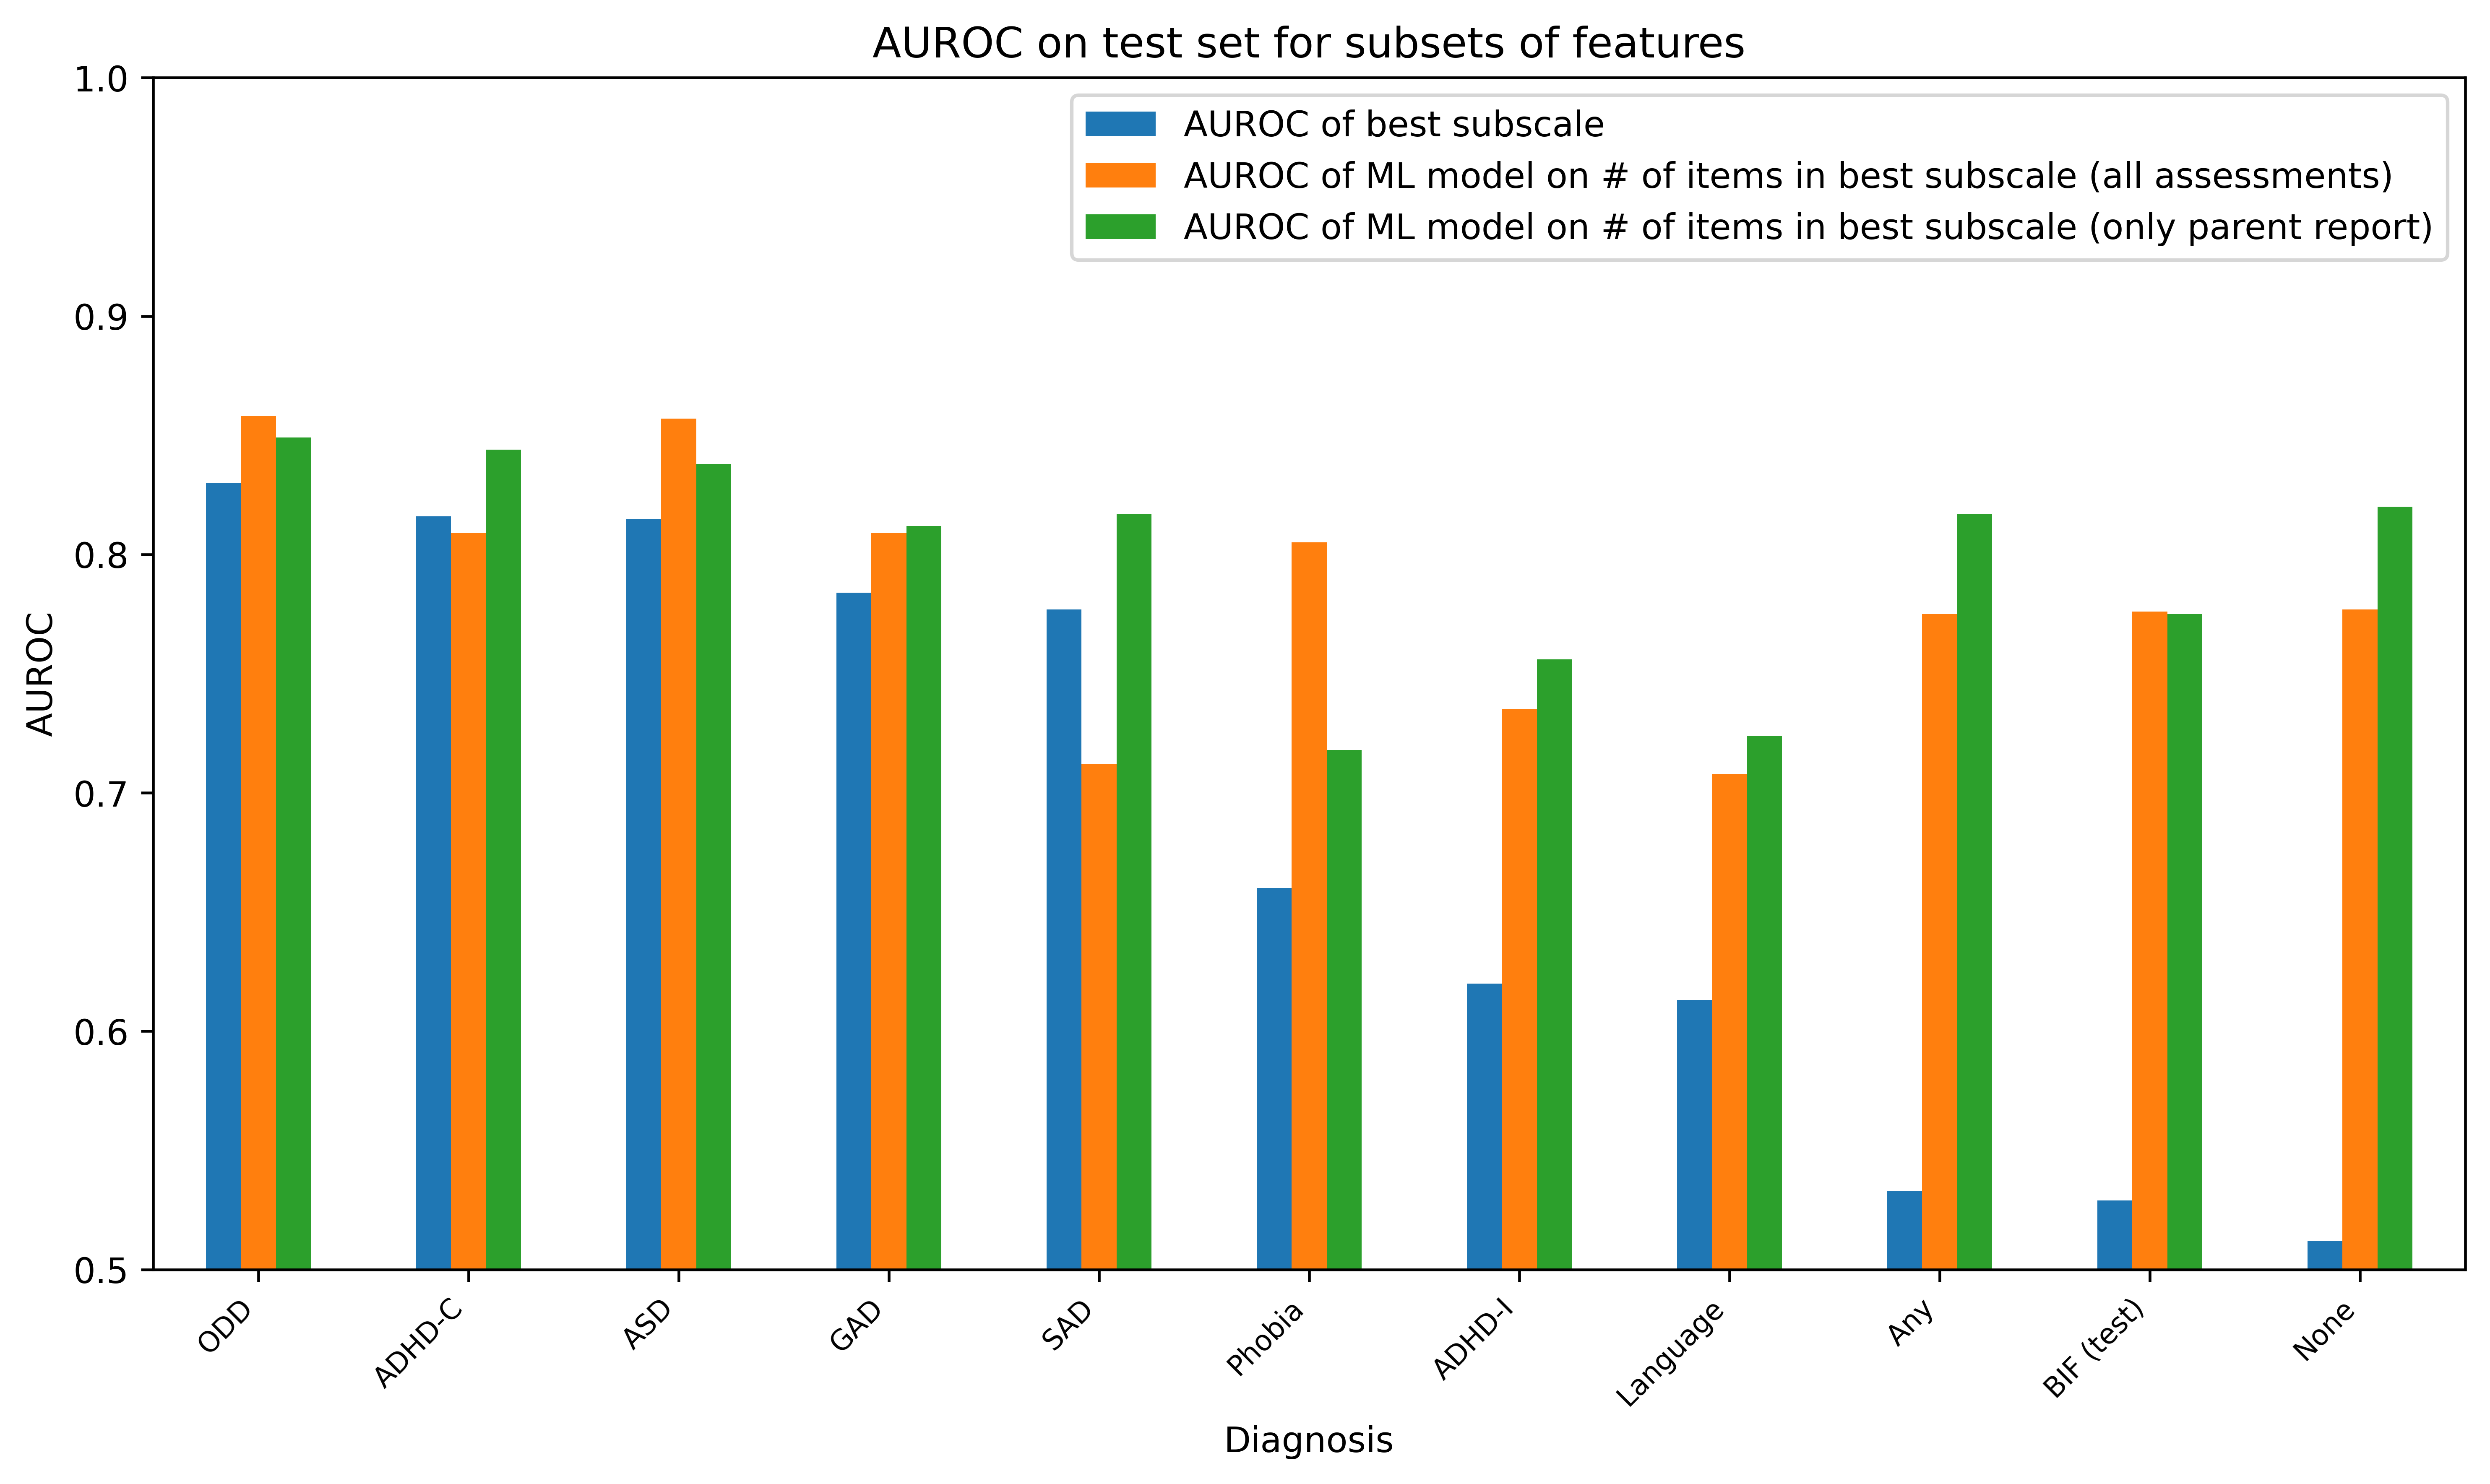 AUROC on test set for subsets of features
AUROC of best subscale
AUROC of ML model on # of items in best subscale (all assessments)
AUROC of ML model on # of items in best subscale (only parent report)
AUROC
1.0
0.9
0.8
0.7
0.6
0.5
ODD
ADHD-C
ASD
GAD
SAD
Phobia
ADHD-I
Language
Any
BIF (test)
None
Diagnosis